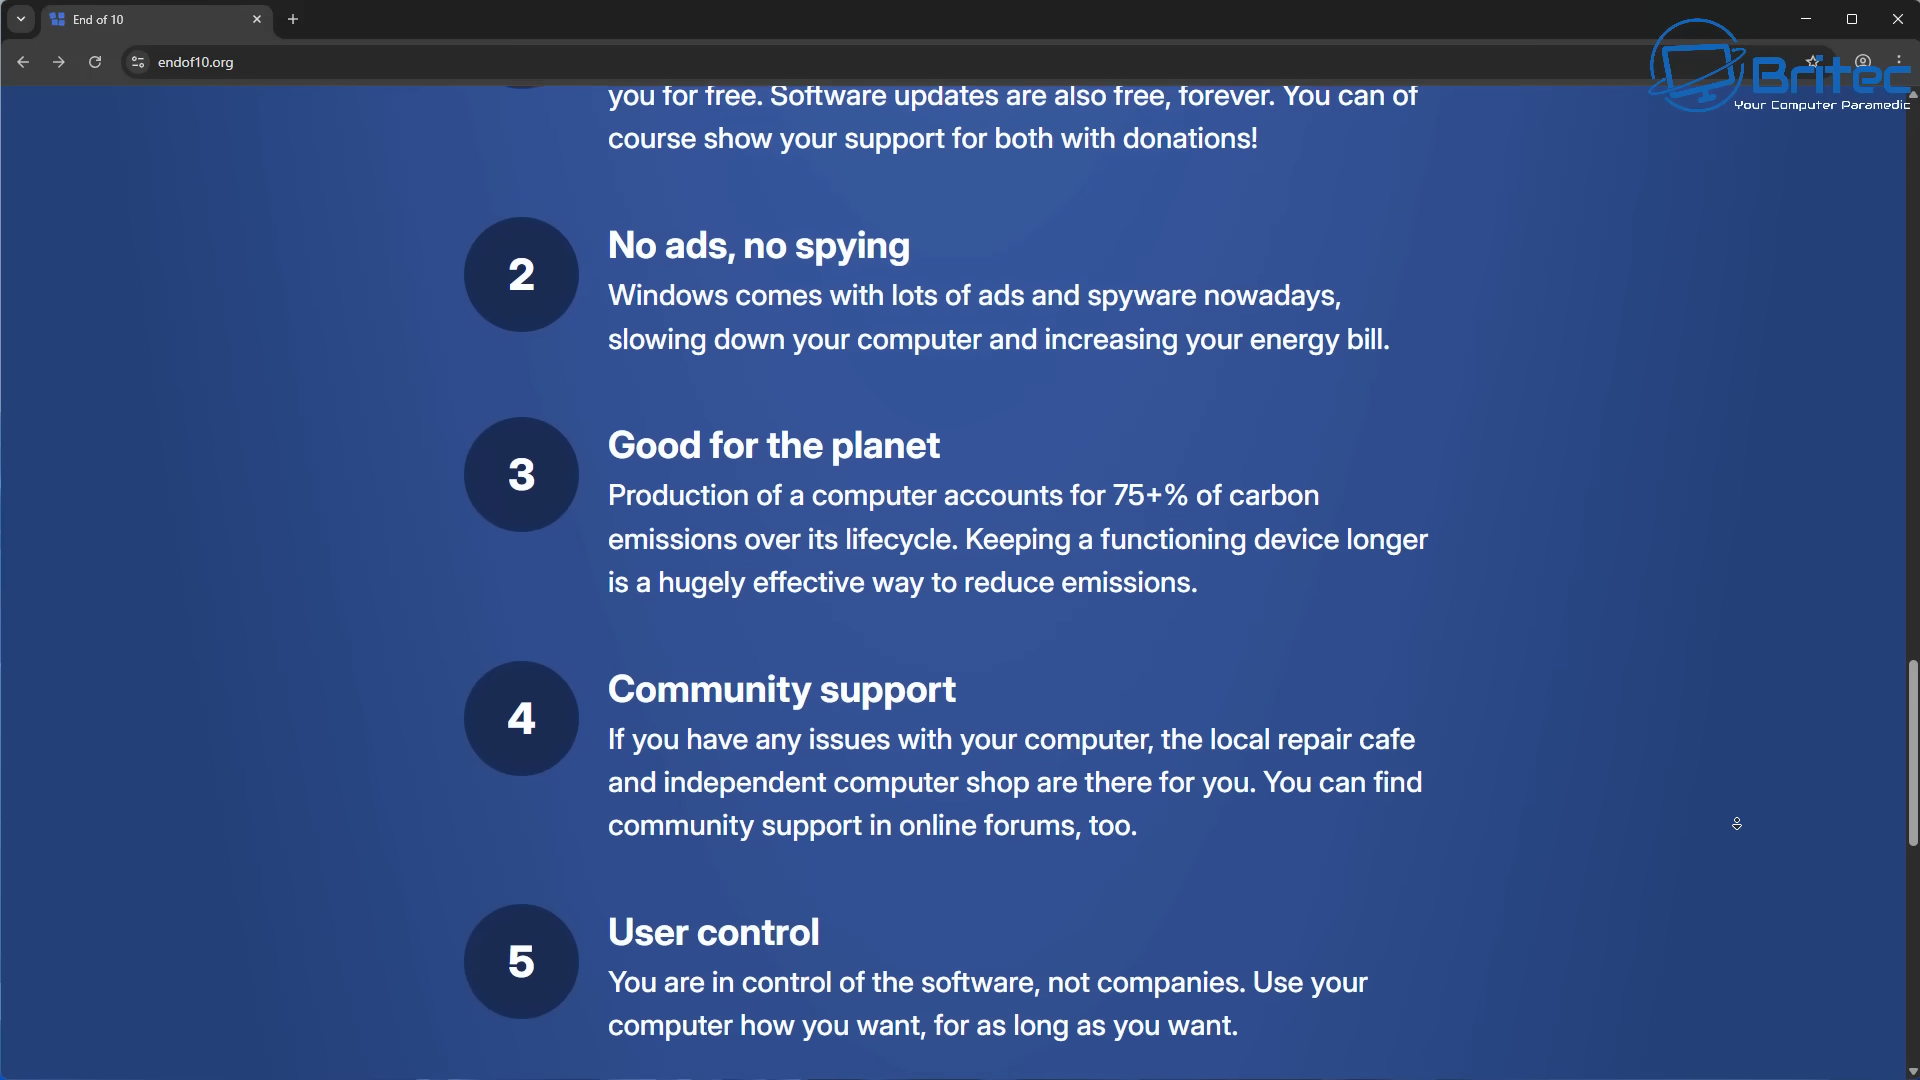 End of 10
endof10.org
Britec
Your Computer Paramedic
you for free. Software updates are also free, forever. You can of
course show your support for both with donations!
2
No ads, no spying
Windows comes with lots of ads and spyware nowadays,
slowing down your computer and increasing your energy bill.
3
Good for the planet
Production of a computer accounts for 75+% of carbon
emissions over its lifecycle. Keeping a functioning device longer
is a hugely effective way to reduce emissions.
4
Community support
If you have any issues with your computer, the local repair cafe
and independent computer shop are there for you. You can find
community support in online forums, too.
5
User control
You are in control of the software, not companies. Use your
computer how you want, for as long as you want.